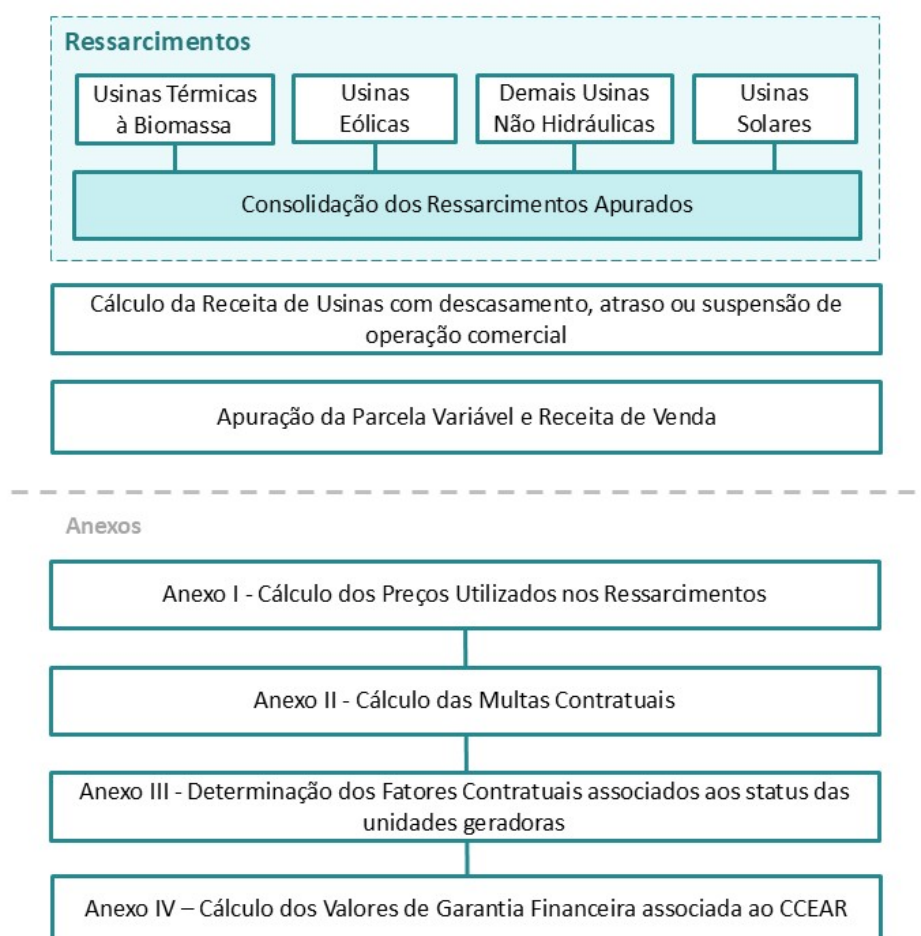 Ressarcimentos
Usinas Térmicas
à Biomassa
Usinas
Eólicas
Demais Usinas
Não Hidráulicas
Usinas
Solares
Consolidação dos Ressarcimentos Apurados
Cálculo da Receita de Usinas com descasamento, atraso ou suspensão de
operação comercial
Apuração da Parcela Variável e Receita de Venda
Anexos
Anexo I - Cálculo dos Preços Utilizados nos Ressarcimentos
Anexo II - Cálculo das Multas Contratuais
Anexo III - Determinação dos Fatores Contratuais associados aos status das
unidades geradoras
Anexo IV – Cálculo dos Valores de Garantia Financeira associada ao CCEAR